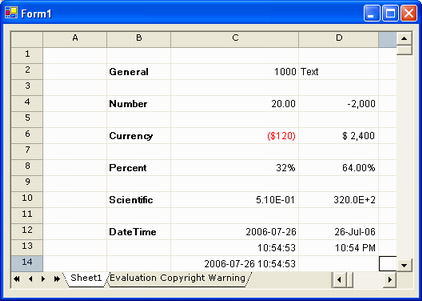 Form1
A B C D
1
2 General 1000 Text
3
4 Number 20.00 -2,000
5
6 Currency ($120) $ 2,400
7
8 Percent 32% 64.00%
9
10 Scientific 5.10E-01 320.0E+2
11
12 DateTime 2006-07-26 26-Jul-06
13 10:54:53 10:54 PM
14 2006-07-26 10:54:53
Sheet1 Evaluation Copyright Warning